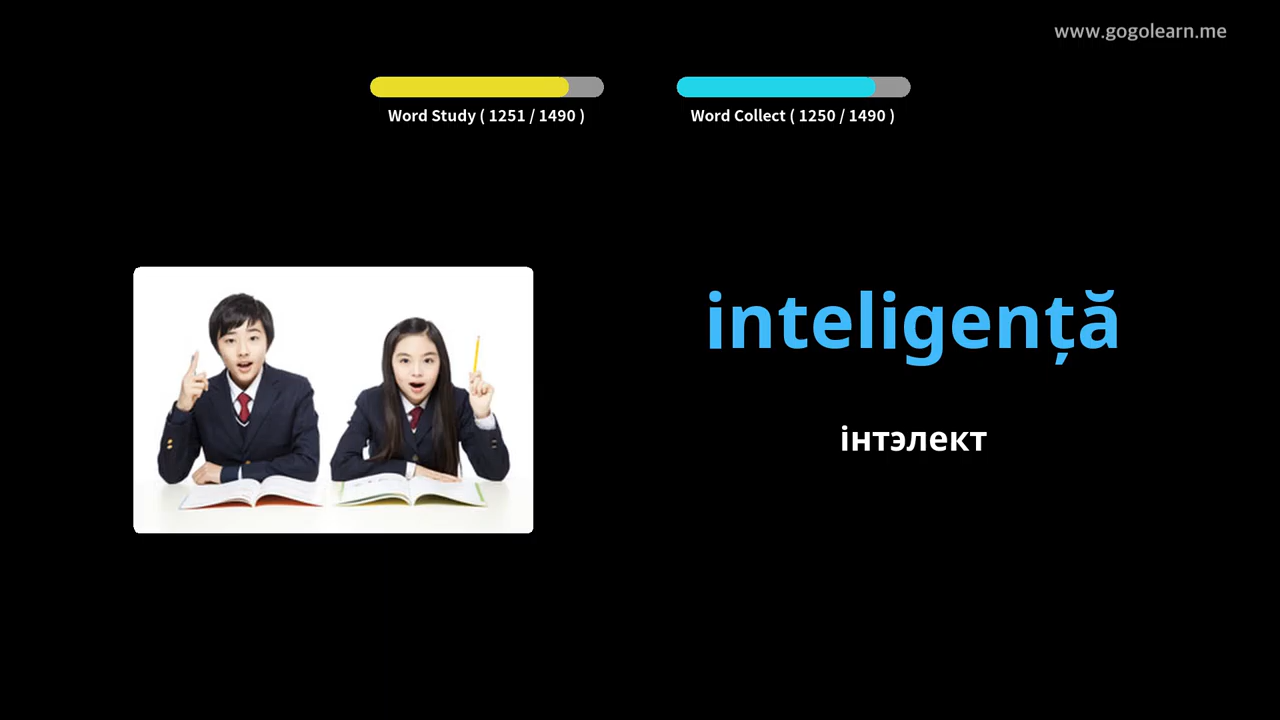 www.gogolearn.me
Word Study ( 1251 / 1490 )
Word Collect ( 1250 / 1490 )
inteligență
інтэлект